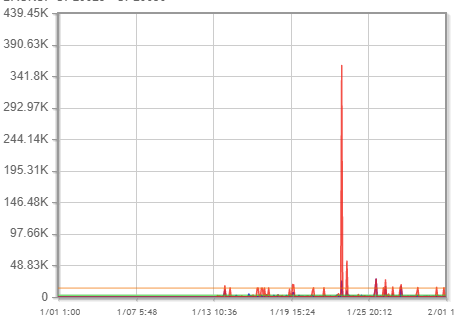 439.45K
390.63K
341.8K
292.97K
244.14K
195.31K
146.48K
97.66K
48.83K
0
1/01 1:00 1/07 5:48 1/13 10:36 1/19 15:24 1/25 20:12 2/01 1